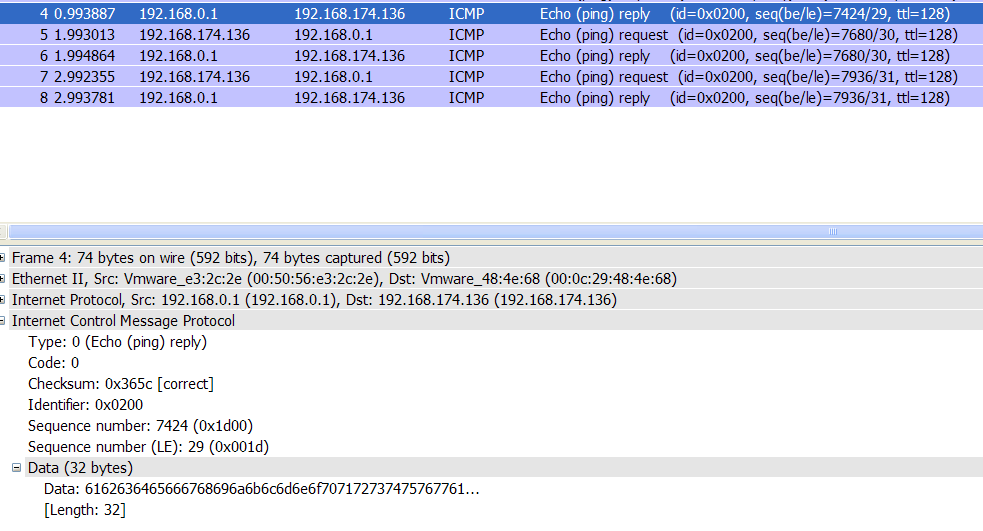 4 0.993887 192.168.0.1 192.168.174.136 ICMP Echo (ping) reply (id=0x0200, seq(be/le)=7424/29, ttl=128)
5 1.993013 192.168.174.136 192.168.0.1 ICMP Echo (ping) request (id=0x0200, seq(be/le)=7680/30, ttl=128)
6 1.994864 192.168.0.1 192.168.174.136 ICMP Echo (ping) reply (id=0x0200, seq(be/le)=7680/30, ttl=128)
7 2.992355 192.168.174.136 192.168.0.1 ICMP Echo (ping) request (id=0x0200, seq(be/le)=7936/31, ttl=128)
8 2.993781 192.168.0.1 192.168.174.136 ICMP Echo (ping) reply (id=0x0200, seq(be/le)=7936/31, ttl=128)
Frame 4: 74 bytes on wire (592 bits), 74 bytes captured (592 bits)
Ethernet II, Src: Vmware_e3:2c:2e (00:50:56:e3:2c:2e), Dst: Vmware_48:4e:68 (00:0c:29:48:4e:68)
Internet Protocol, Src: 192.168.0.1 (192.168.0.1), Dst: 192.168.174.136 (192.168.174.136)
Internet Control Message Protocol
Type: 0 (Echo (ping) reply)
Code: 0
Checksum: 0x365c [correct]
Identifier: 0x0200
Sequence number: 7424 (0x1d00)
Sequence number (LE): 29 (0x001d)
Data (32 bytes)
Data: 6162636465666768696a6b6c6d6e6f707172737475767761...
[Length: 32]